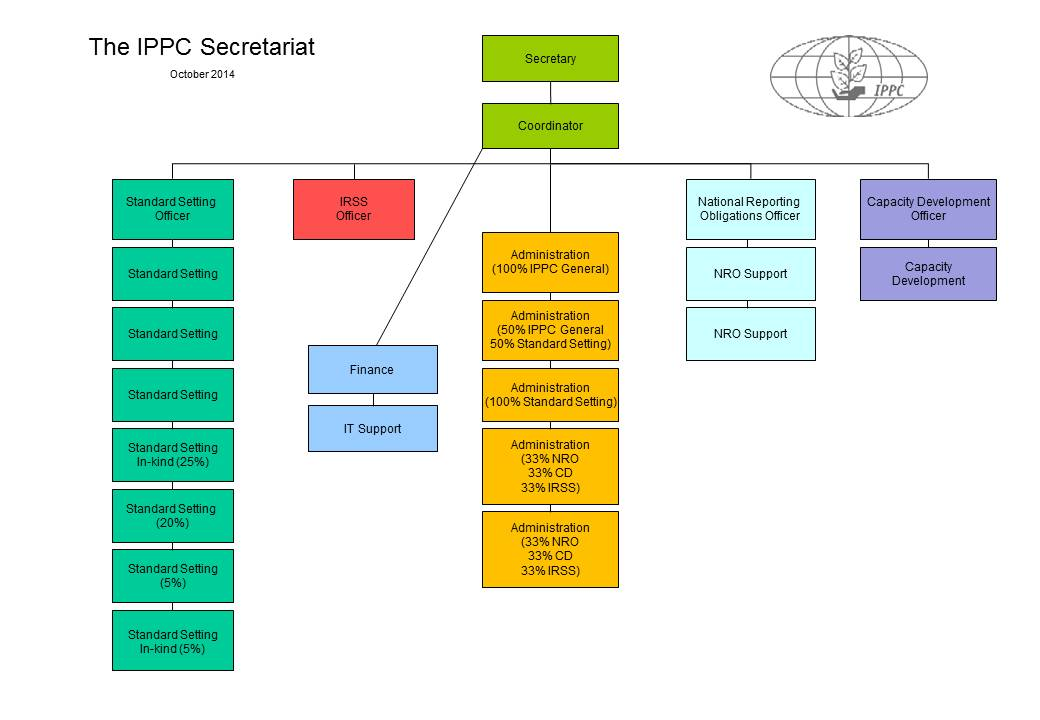 The IPPC Secretariat
October 2014
Secretary
IPPC
Coordinator
Standard Setting
Officer
IRSS
Officer
National Reporting
Obligations Officer
Capacity Development
Officer
Standard Setting
Administration
(100% IPPC General)
NRO Support
Capacity
Development
Standard Setting
Administration
(50% IPPC General
50% Standard Setting)
NRO Support
Finance
Standard Setting
Administration
(100% Standard Setting)
IT Support
Standard Setting
In-kind (25%)
Administration
(33% NRO
33% CD
33% IRSS)
Standard Setting
(20%)
Administration
(33% NRO
33% CD
33% IRSS)
Standard Setting
(5%)
Standard Setting
In-kind (5%)